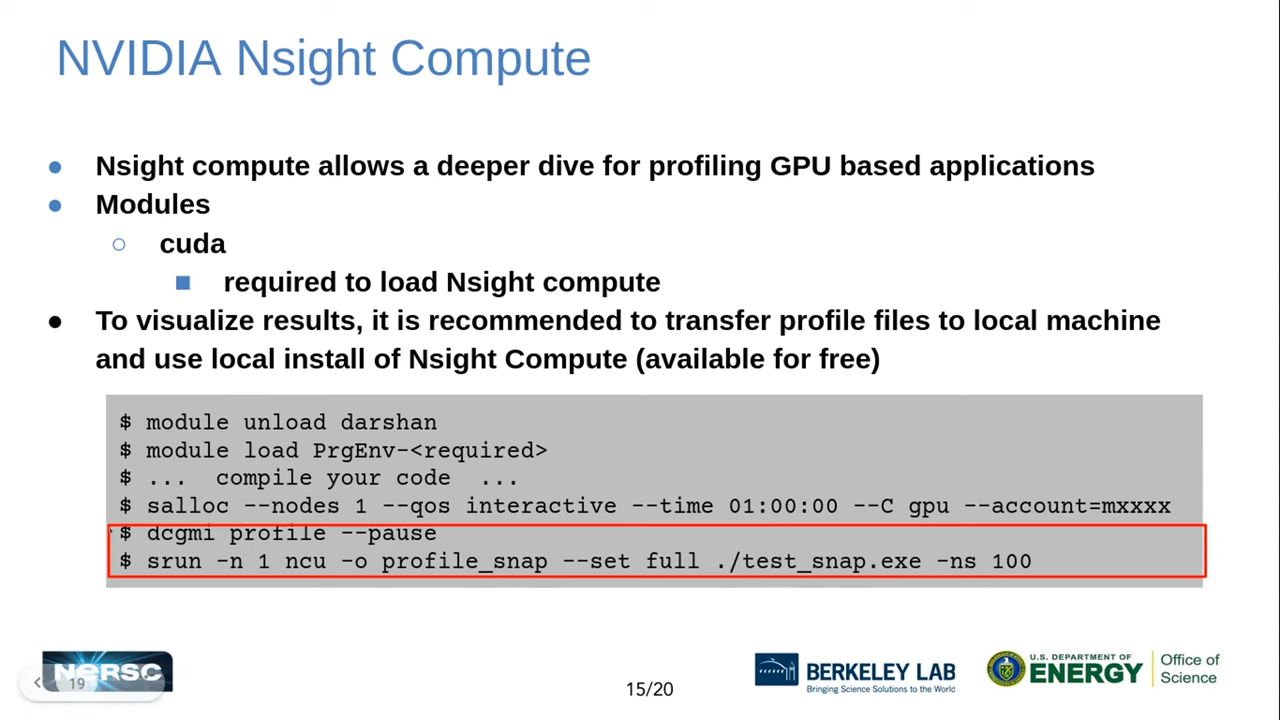 NVIDIA Nsight Compute
● Nsight compute allows a deeper dive for profiling GPU based applications
● Modules
○ cuda
■ required to load Nsight compute
● To visualize results, it is recommended to transfer profile files to local machine
and use local install of Nsight Compute (available for free)
$ module unload darshan
$ module load PrgEnv-<required>
$ ... compile your code ...
$ salloc --nodes 1 --qos interactive --time 01:00:00 --C gpu --account=mxxxx
$ dcgmi profile --pause
$ srun -n 1 ncu -o profile_snap --set full ./test_snap.exe -ns 100
NERSC
19
15/20
BERKELEY LAB
Bringing Science Solutions to the World
U.S. DEPARTMENT OF
ENERGY
Office of
Science